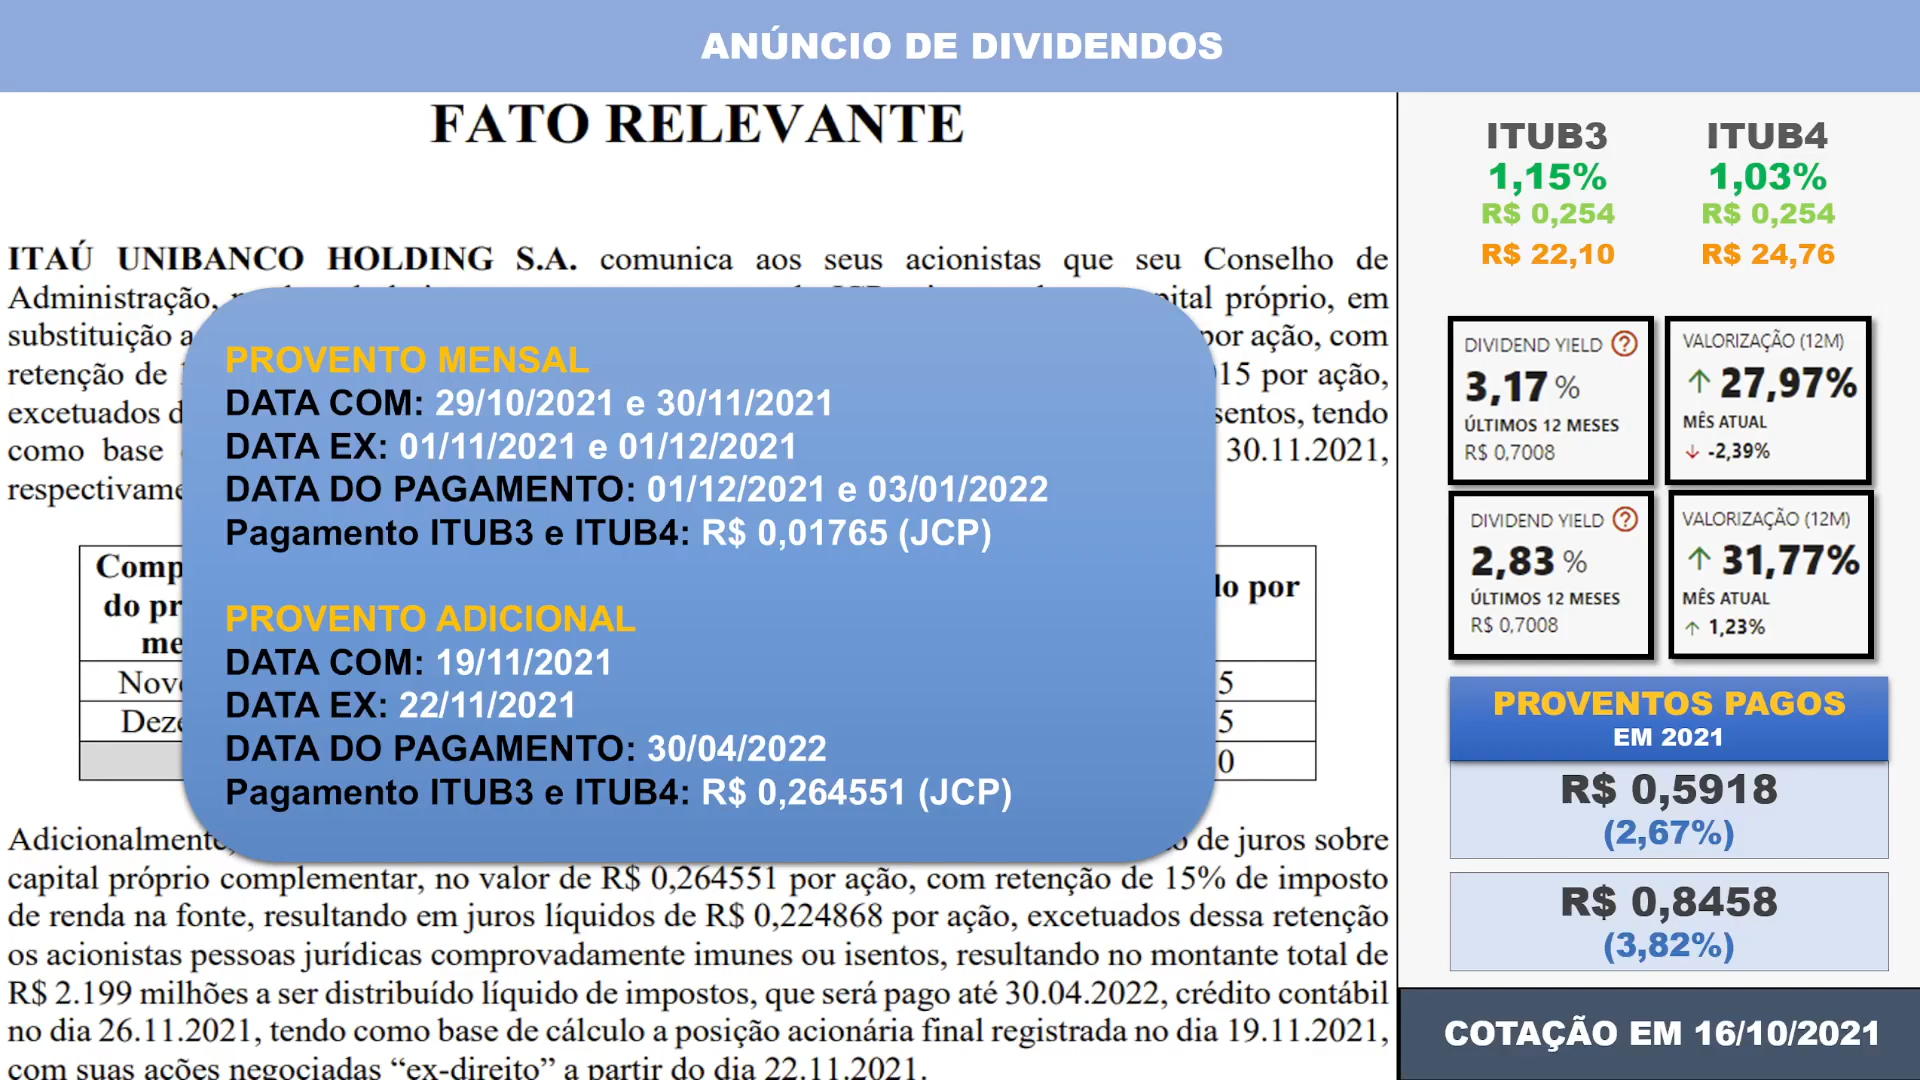 ANÚNCIO DE DIVIDENDOS
FATO RELEVANTE
ITAÚ UNIBANCO HOLDING S.A. comunica aos seus acionistas que seu Conselho de
Administração, pital próprio, em
substituição a por ação, com
retenção de 15 por ação,
excetuados sentos, tendo
como base 30.11.2021,
respectivame
PROVENTO MENSAL
DATA COM: 29/10/2021 e 30/11/2021
DATA EX: 01/11/2021 e 01/12/2021
DATA DO PAGAMENTO: 01/12/2021 e 03/01/2022
Pagamento ITUB3 e ITUB4: R$ 0,01765 (JCP)
PROVENTO ADICIONAL
DATA COM: 19/11/2021
DATA EX: 22/11/2021
DATA DO PAGAMENTO: 30/04/2022
Pagamento ITUB3 e ITUB4: R$ 0,264551 (JCP)
Comp
do pr lo por
me
Nove 5
Deze 5
0
Adicionalmente, de juros sobre
capital próprio complementar, no valor de R$ 0,264551 por ação, com retenção de 15% de imposto
de renda na fonte, resultando em juros líquidos de R$ 0,224868 por ação, excetuados dessa retenção
os acionistas pessoas jurídicas comprovadamente imunes ou isentos, resultando no montante total de
R$ 2.199 milhões a ser distribuído líquido de impostos, que será pago até 30.04.2022, crédito contábil
no dia 26.11.2021, tendo como base de cálculo a posição acionária final registrada no dia 19.11.2021,
com suas ações negociadas “ex-direito” a partir do dia 22.11.2021.
ITUB3
1,15%
R$ 0,254
R$ 22,10
ITUB4
1,03%
R$ 0,254
R$ 24,76
DIVIDEND YIELD ?
3,17 %
ÚLTIMOS 12 MESES
R$ 0,7008
VALORIZAÇÃO (12M)
↑ 27,97%
MÊS ATUAL
↓ -2,39%
DIVIDEND YIELD ?
2,83 %
ÚLTIMOS 12 MESES
R$ 0,7008
VALORIZAÇÃO (12M)
↑ 31,77%
MÊS ATUAL
↑ 1,23%
PROVENTOS PAGOS
EM 2021
R$ 0,5918
(2,67%)
R$ 0,8458
(3,82%)
COTAÇÃO EM 16/10/2021